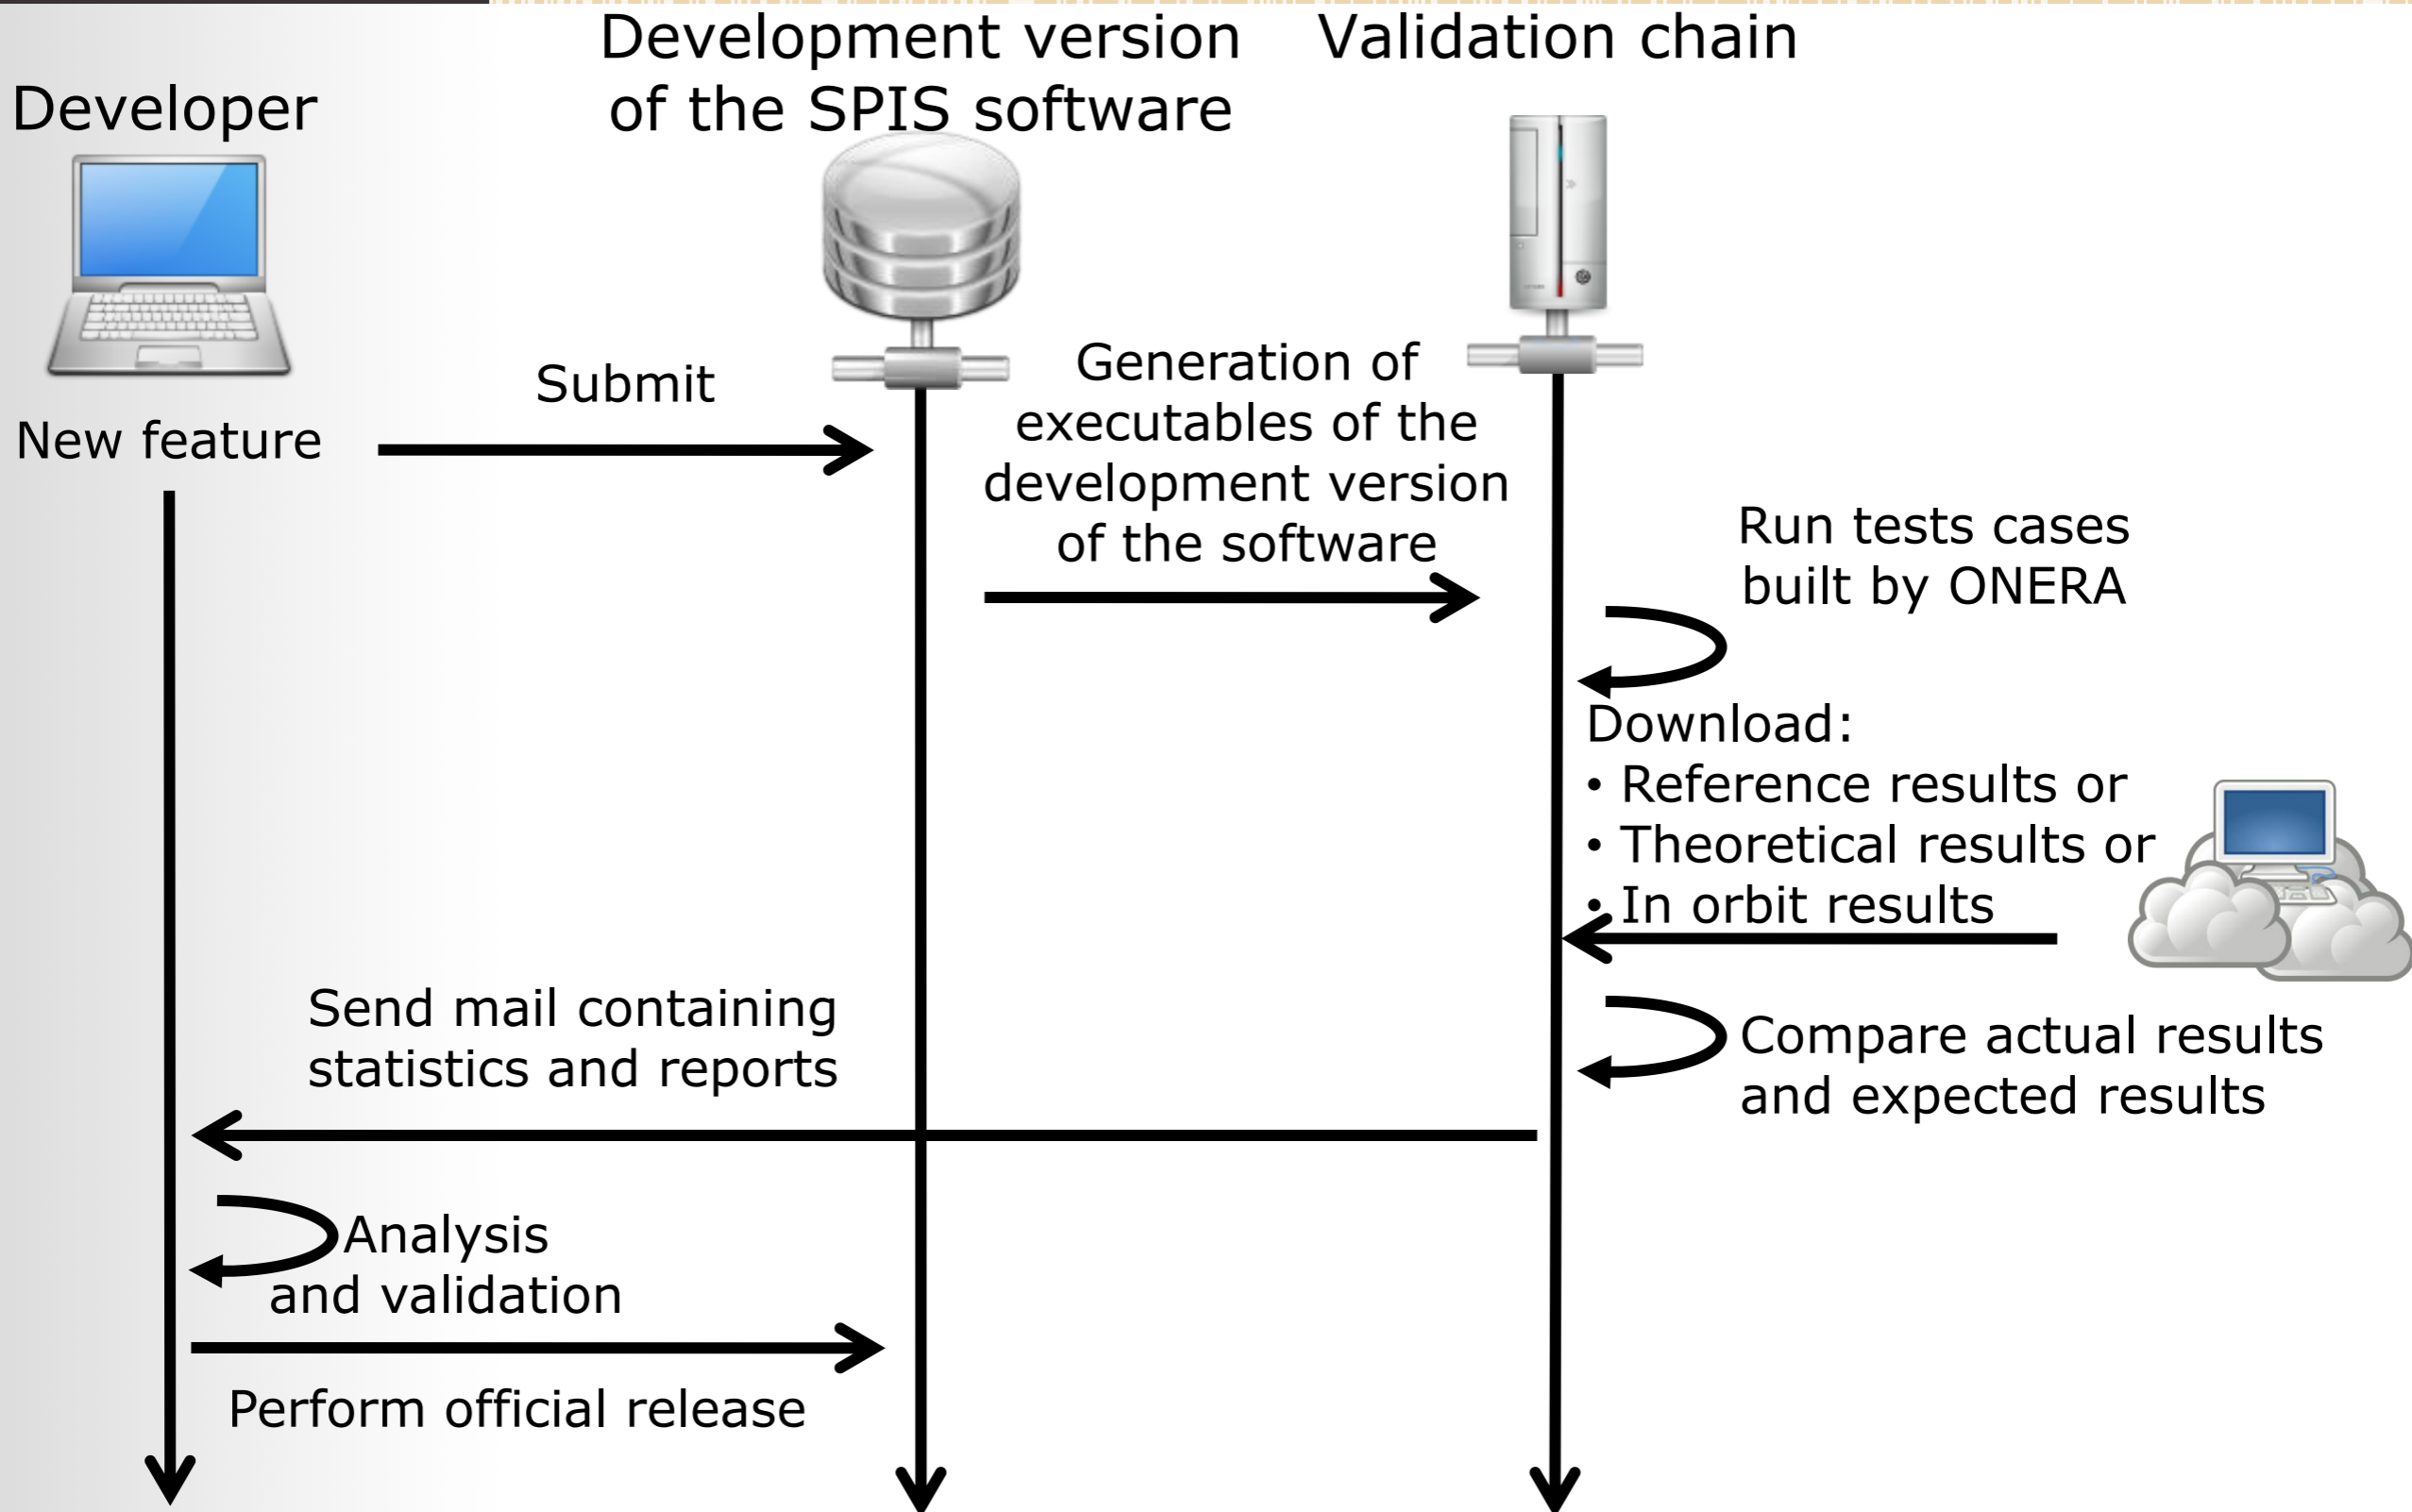 Development version
of the SPIS software
Validation chain
Developer
New feature
Submit
Generation of
executables of the
development version
of the software
Run tests cases
built by ONERA
Download:
• Reference results or
• Theoretical results or
• In orbit results
Compare actual results
and expected results
Send mail containing
statistics and reports
Analysis
and validation
Perform official release